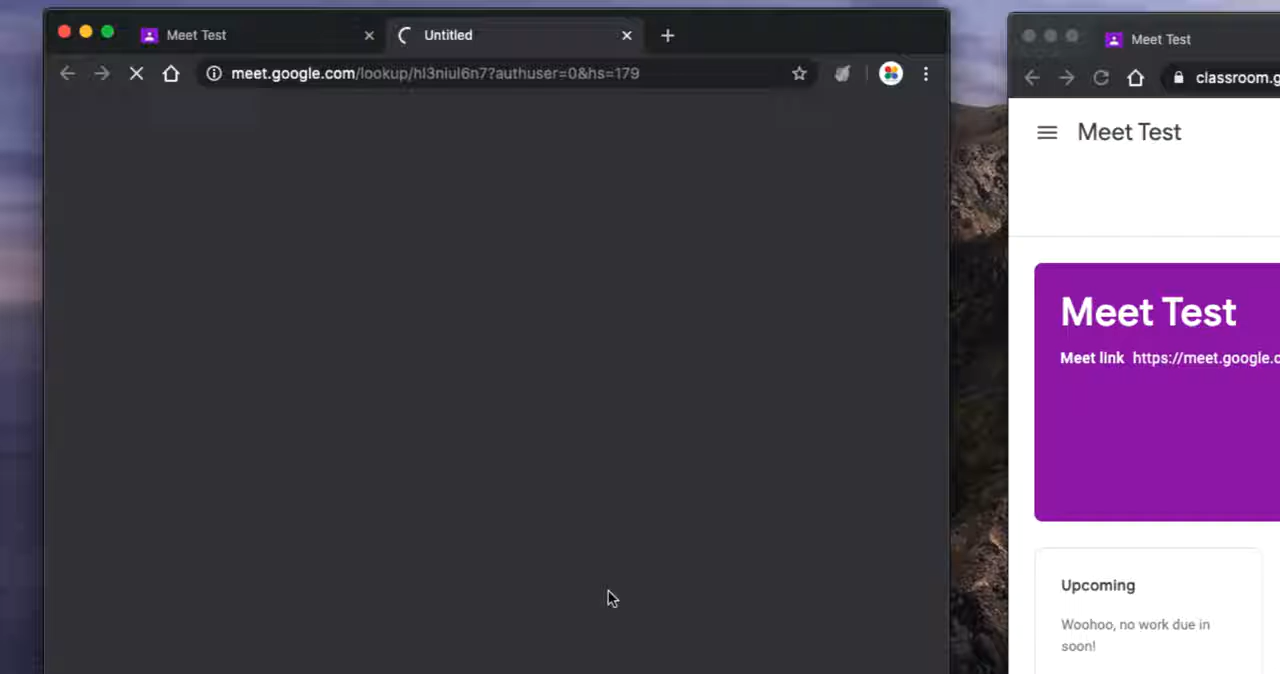 Meet Test
Untitled
meet.google.com/lookup/hl3niul6n7?authuser=0&hs=179
Meet Test
classroom.g
Meet Test
Meet Test
Meet link https://meet.google.c
Upcoming
Woohoo, no work due in
soon!